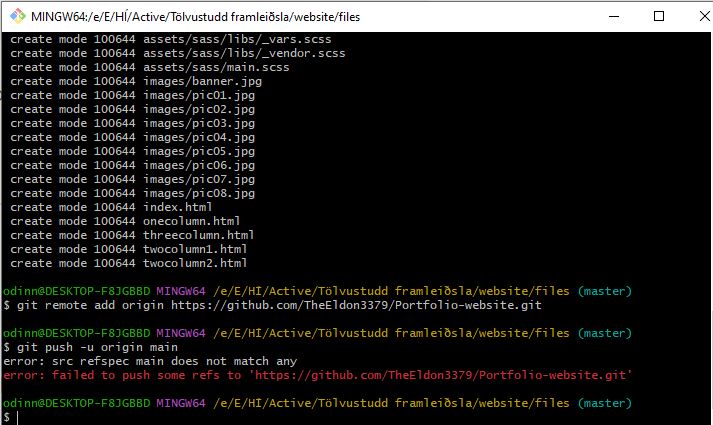 MINGW64:/e/E/HÍ/Active/Tölvustudd framleiðsla/website/files
create mode 100644 assets/sass/libs/_vars.scss
create mode 100644 assets/sass/libs/_vendor.scss
create mode 100644 assets/sass/main.scss
create mode 100644 images/banner.jpg
create mode 100644 images/pic01.jpg
create mode 100644 images/pic02.jpg
create mode 100644 images/pic03.jpg
create mode 100644 images/pic04.jpg
create mode 100644 images/pic05.jpg
create mode 100644 images/pic06.jpg
create mode 100644 images/pic07.jpg
create mode 100644 images/pic08.jpg
create mode 100644 index.html
create mode 100644 onecolumn.html
create mode 100644 threecolumn.html
create mode 100644 twocolumn1.html
create mode 100644 twocolumn2.html
odinn@DESKTOP-F8JGBBD MINGW64 /e/E/HÍ/Active/Tölvustudd framleiðsla/website/files (master)
$ git remote add origin https://github.com/TheEldon3379/Portfolio-website.git
odinn@DESKTOP-F8JGBBD MINGW64 /e/E/HÍ/Active/Tölvustudd framleiðsla/website/files (master)
$ git push -u origin main
error: src refspec main does not match any
error: failed to push some refs to 'https://github.com/TheEldon3379/Portfolio-website.git'
odinn@DESKTOP-F8JGBBD MINGW64 /e/E/HÍ/Active/Tölvustudd framleiðsla/website/files (master)
$